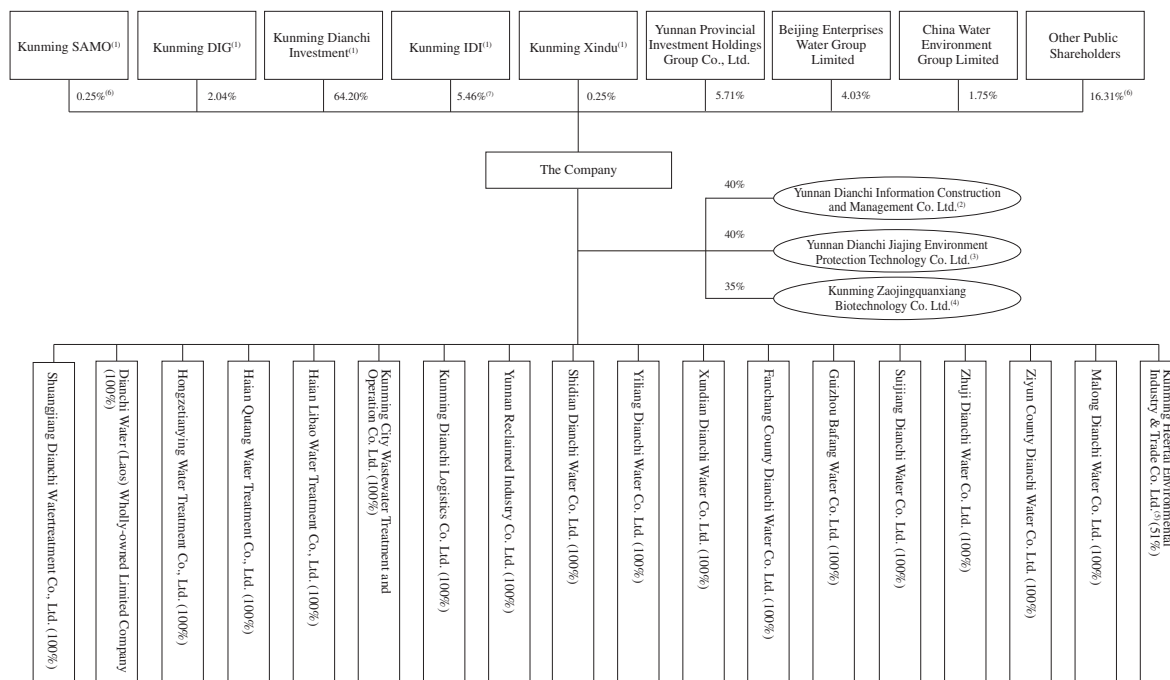 Kunming SAMO(1)
Kunming DIG(1)
Kunming Dianchi
Investment(1)
Kunming IDI(1)
Kunming Xindu(1)
Yunnan Provincial
Investment Holdings
Group Co., Ltd.
Beijing Enterprises
Water Group
Limited
China Water
Environment
Group Limited
Other Public
Shareholders
0.25%(6)
2.04%
64.20%
5.46%(7)
0.25%
5.71%
4.03%
1.75%
16.31%(6)
The Company
40%
Yunnan Dianchi Information Construction
and Management Co. Ltd.(2)
40%
Yunnan Dianchi Jiajing Environment
Protection Technology Co. Ltd.(3)
35%
Kunming Zaojingquanxiang
Biotechnology Co. Ltd.(4)
Shuangjiang Dianchi Watertreatment Co., Ltd. (100%)
Dianchi Water (Laos) Wholly-owned Limited Company
(100%)
Hongzetianying Water Treatment Co., Ltd. (100%)
Haian Qutang Water Treatment Co., Ltd. (100%)
Haian Libao Water Treatment Co., Ltd. (100%)
Kunming City Wastewater Treatment and
Operation Co. Ltd. (100%)
Kunming Dianchi Logistics Co. Ltd. (100%)
Yunnan Reclaimed Industry Co. Ltd. (100%)
Shidian Dianchi Water Co. Ltd. (100%)
Yiliang Dianchi Water Co. Ltd. (100%)
Xundian Dianchi Water Co. Ltd. (100%)
Fanchang County Dianchi Water Co. Ltd. (100%)
Guizhou Bafang Water Co. Ltd. (100%)
Suijiang Dianchi Water Co. Ltd. (100%)
Zhuji Dianchi Water Co. Ltd. (100%)
Ziyun County Dianchi Water Co. Ltd. (100%)
Malong Dianchi Water Co. Ltd. (100%)
Kunming Heertai Environmental
Industry & Trade Co. Ltd.(5) (51%)